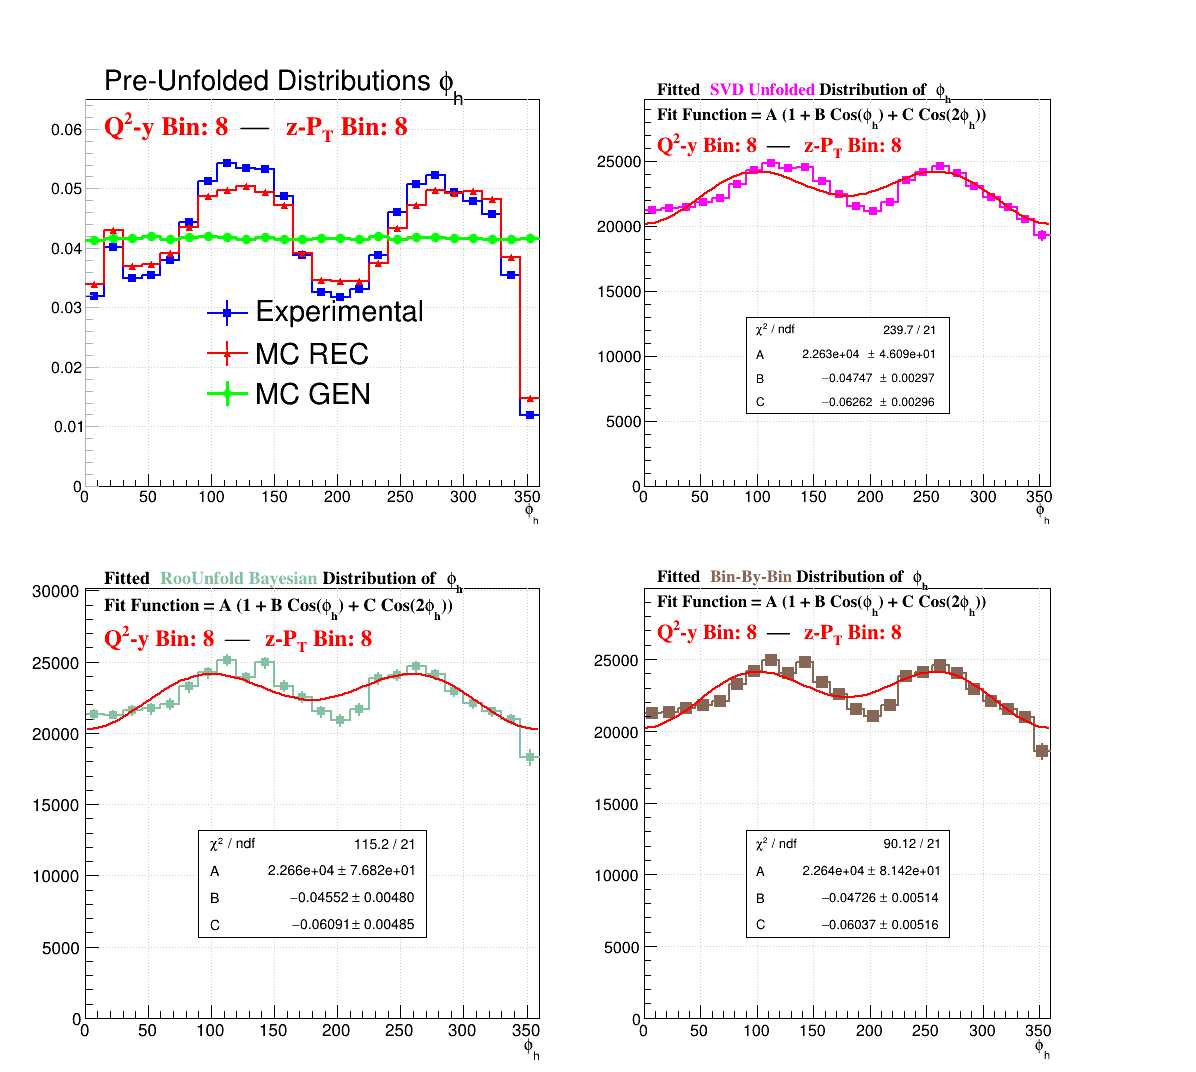 Pre-Unfolded Distributions ϕh
Q2-y Bin: 8 — z-PT Bin: 8
0.06
0.05
0.04
0.03
0.02
0.01
0
Experimental
MC REC
MC GEN
0 50 100 150 200 250 300 350
ϕh
Fitted SVD Unfolded Distribution of ϕh
Fit Function = A (1 + B Cos(ϕh) + C Cos(2ϕh))
Q2-y Bin: 8 — z-PT Bin: 8
25000
20000
15000
10000
5000
0
χ2 / ndf 239.7 / 21
A 2.263e+04 ± 4.609e+01
B −0.04747 ± 0.00297
C −0.06262 ± 0.00296
0 50 100 150 200 250 300 350
ϕh
Fitted RooUnfold Bayesian Distribution of ϕh
Fit Function = A (1 + B Cos(ϕh) + C Cos(2ϕh))
Q2-y Bin: 8 — z-PT Bin: 8
30000
25000
20000
15000
10000
5000
0
χ2 / ndf 115.2 / 21
A 2.266e+04 ± 7.682e+01
B −0.04552 ± 0.00480
C −0.06091 ± 0.00485
0 50 100 150 200 250 300 350
ϕh
Fitted Bin-By-Bin Distribution of ϕh
Fit Function = A (1 + B Cos(ϕh) + C Cos(2ϕh))
Q2-y Bin: 8 — z-PT Bin: 8
25000
20000
15000
10000
5000
0
χ2 / ndf 90.12 / 21
A 2.264e+04 ± 8.142e+01
B −0.04726 ± 0.00514
C −0.06037 ± 0.00516
0 50 100 150 200 250 300 350
ϕh